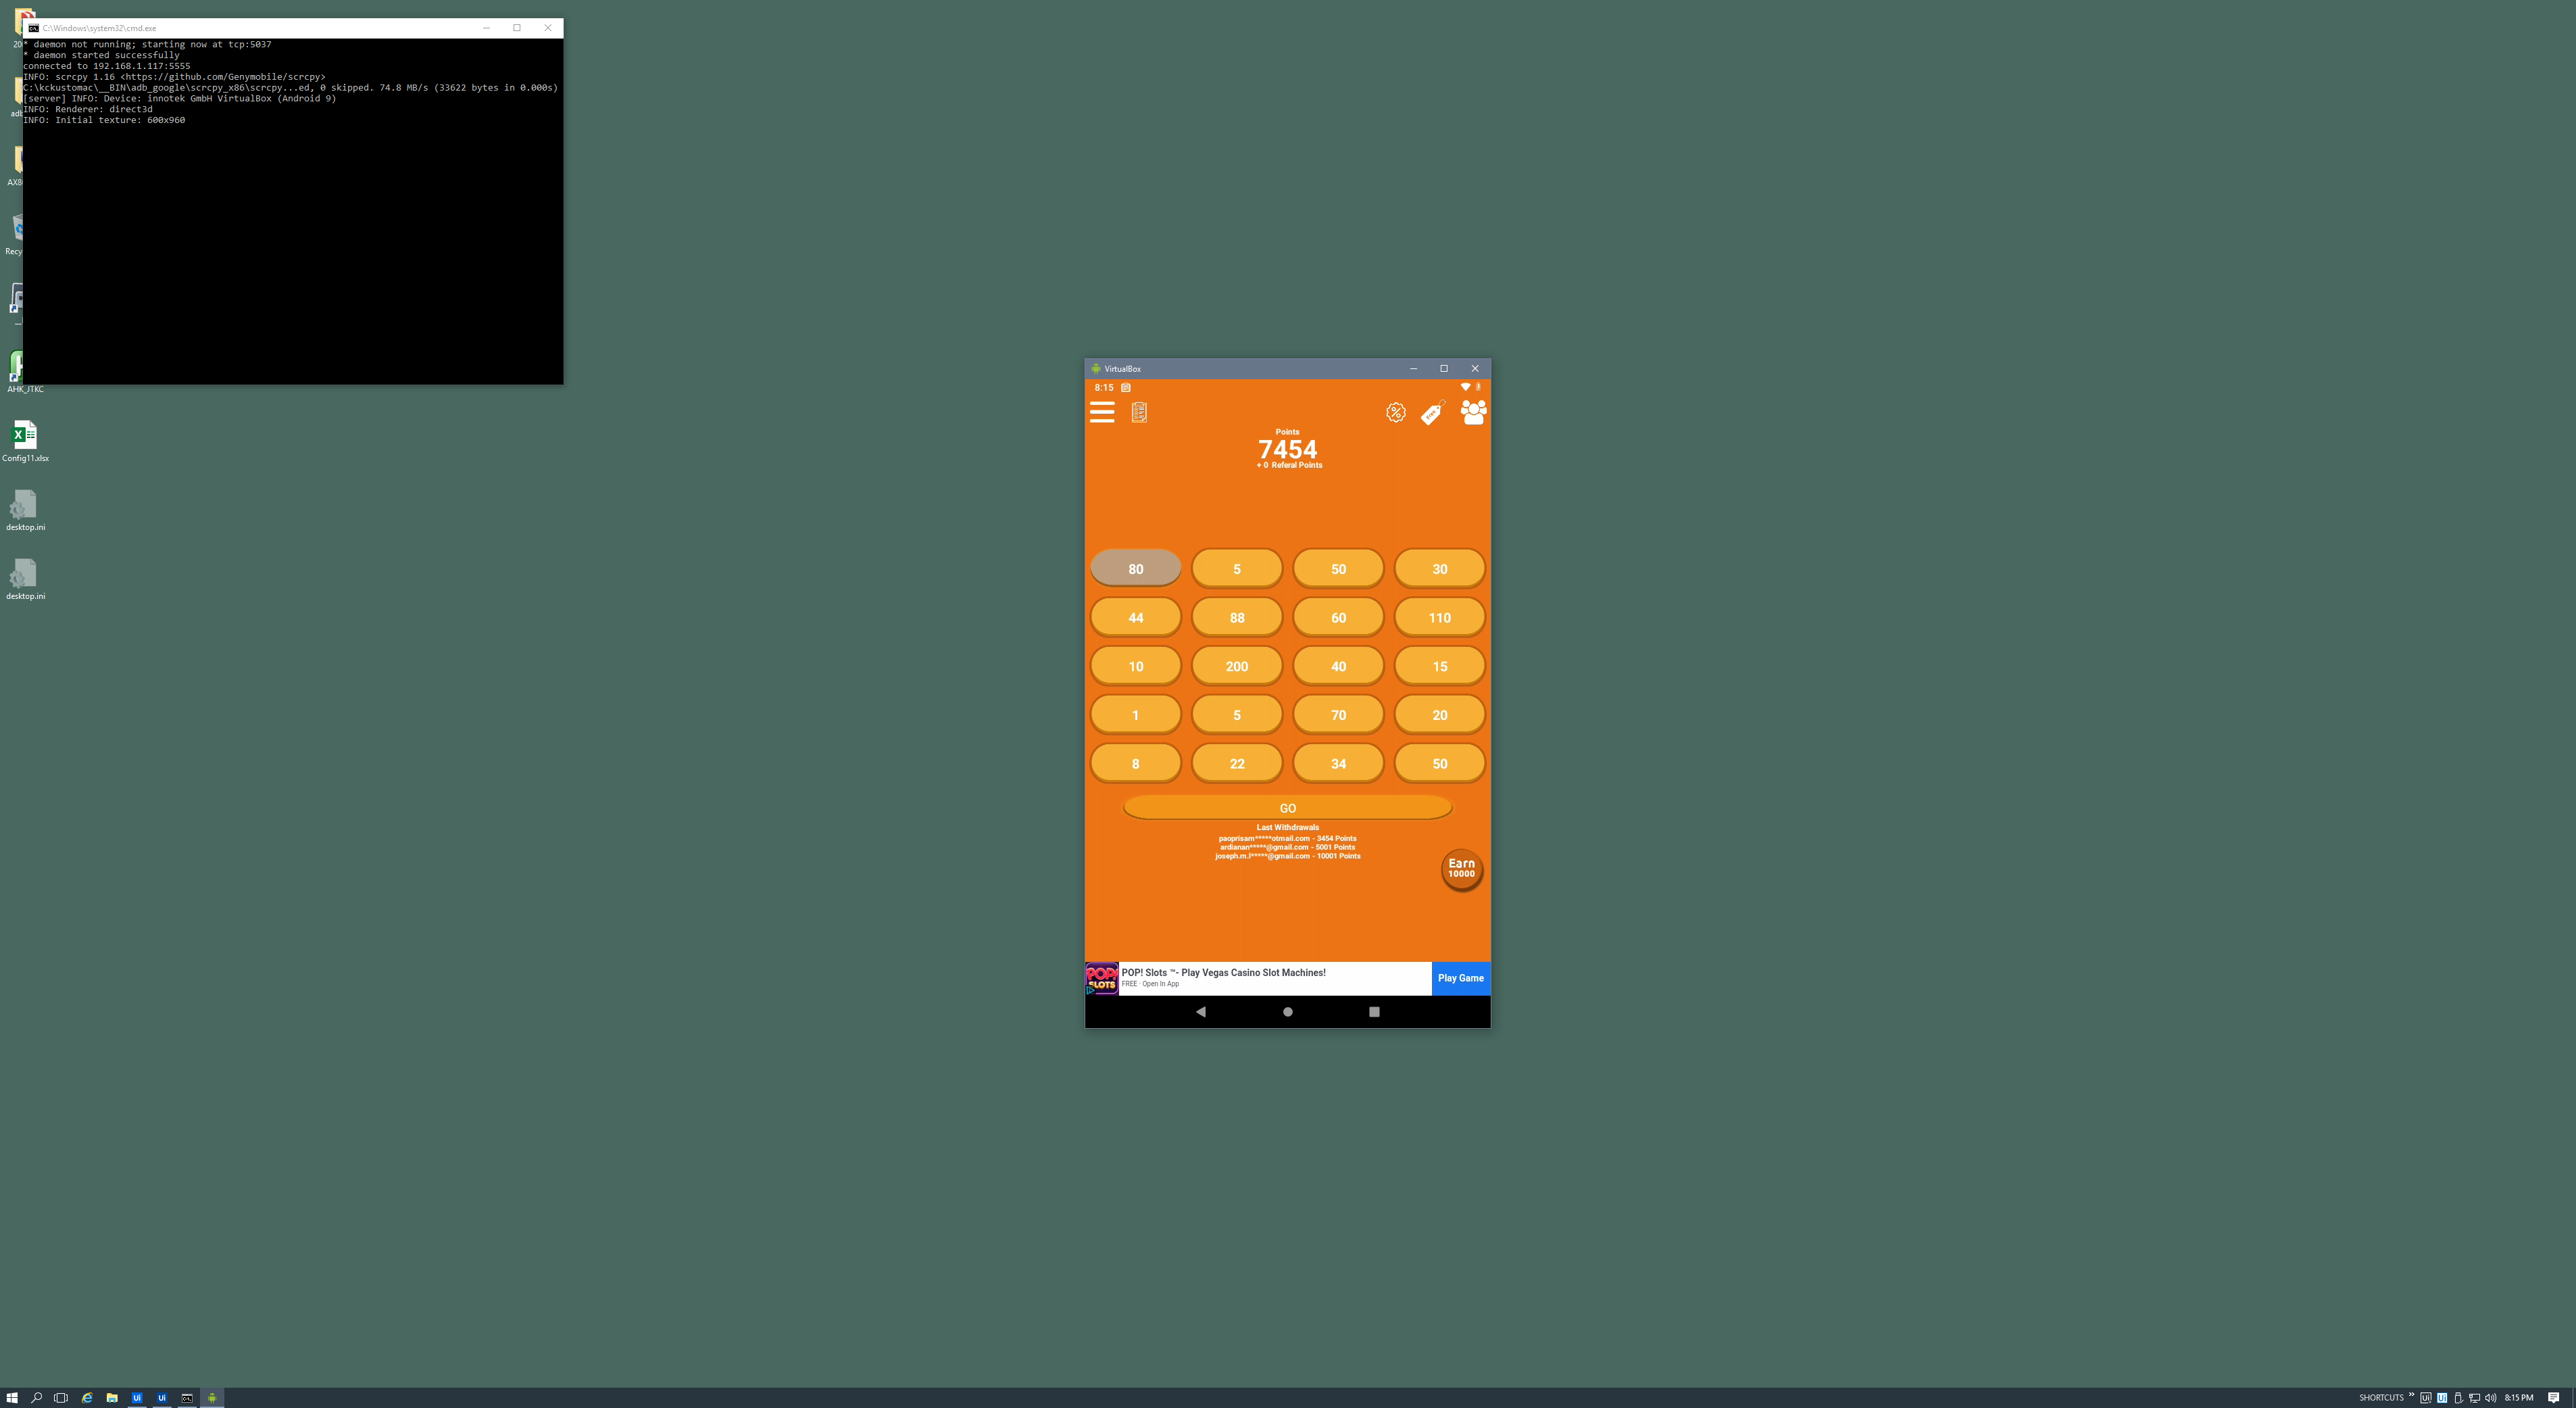 C:\Windows\system32\cmd.exe
* daemon not running; starting now at tcp:5037
* daemon started successfully
connected to 192.168.1.117:5555
INFO: scrcpy 1.16 <https://github.com/Genymobile/scrcpy>
C:\kckustomac\__BIN\adb_google\scrcpy_x86\scrcpy...ed, 0 skipped. 74.8 MB/s (33622 bytes in 0.000s)
[server] INFO: Device: innotek GmbH VirtualBox (Android 9)
INFO: Renderer: direct3d
INFO: Initial texture: 600x960
AHK_JTKC
Config11.xlsx
desktop.ini
desktop.ini
VirtualBox
8:15
Points
7454
+ 0 Referal Points
80 5 50 30
44 88 60 110
10 200 40 15
1 5 70 20
8 22 34 50
GO
Last Withdrawals
paoprisam*****otmail.com - 3454 Points
ardianan*****@gmail.com - 5001 Points
joseph.m.l*****@gmail.com - 10001 Points
Earn
10000
POP! SLOTS
POP! Slots ™- Play Vegas Casino Slot Machines!
FREE · Open In App
Play Game
SHORTCUTS
8:15 PM